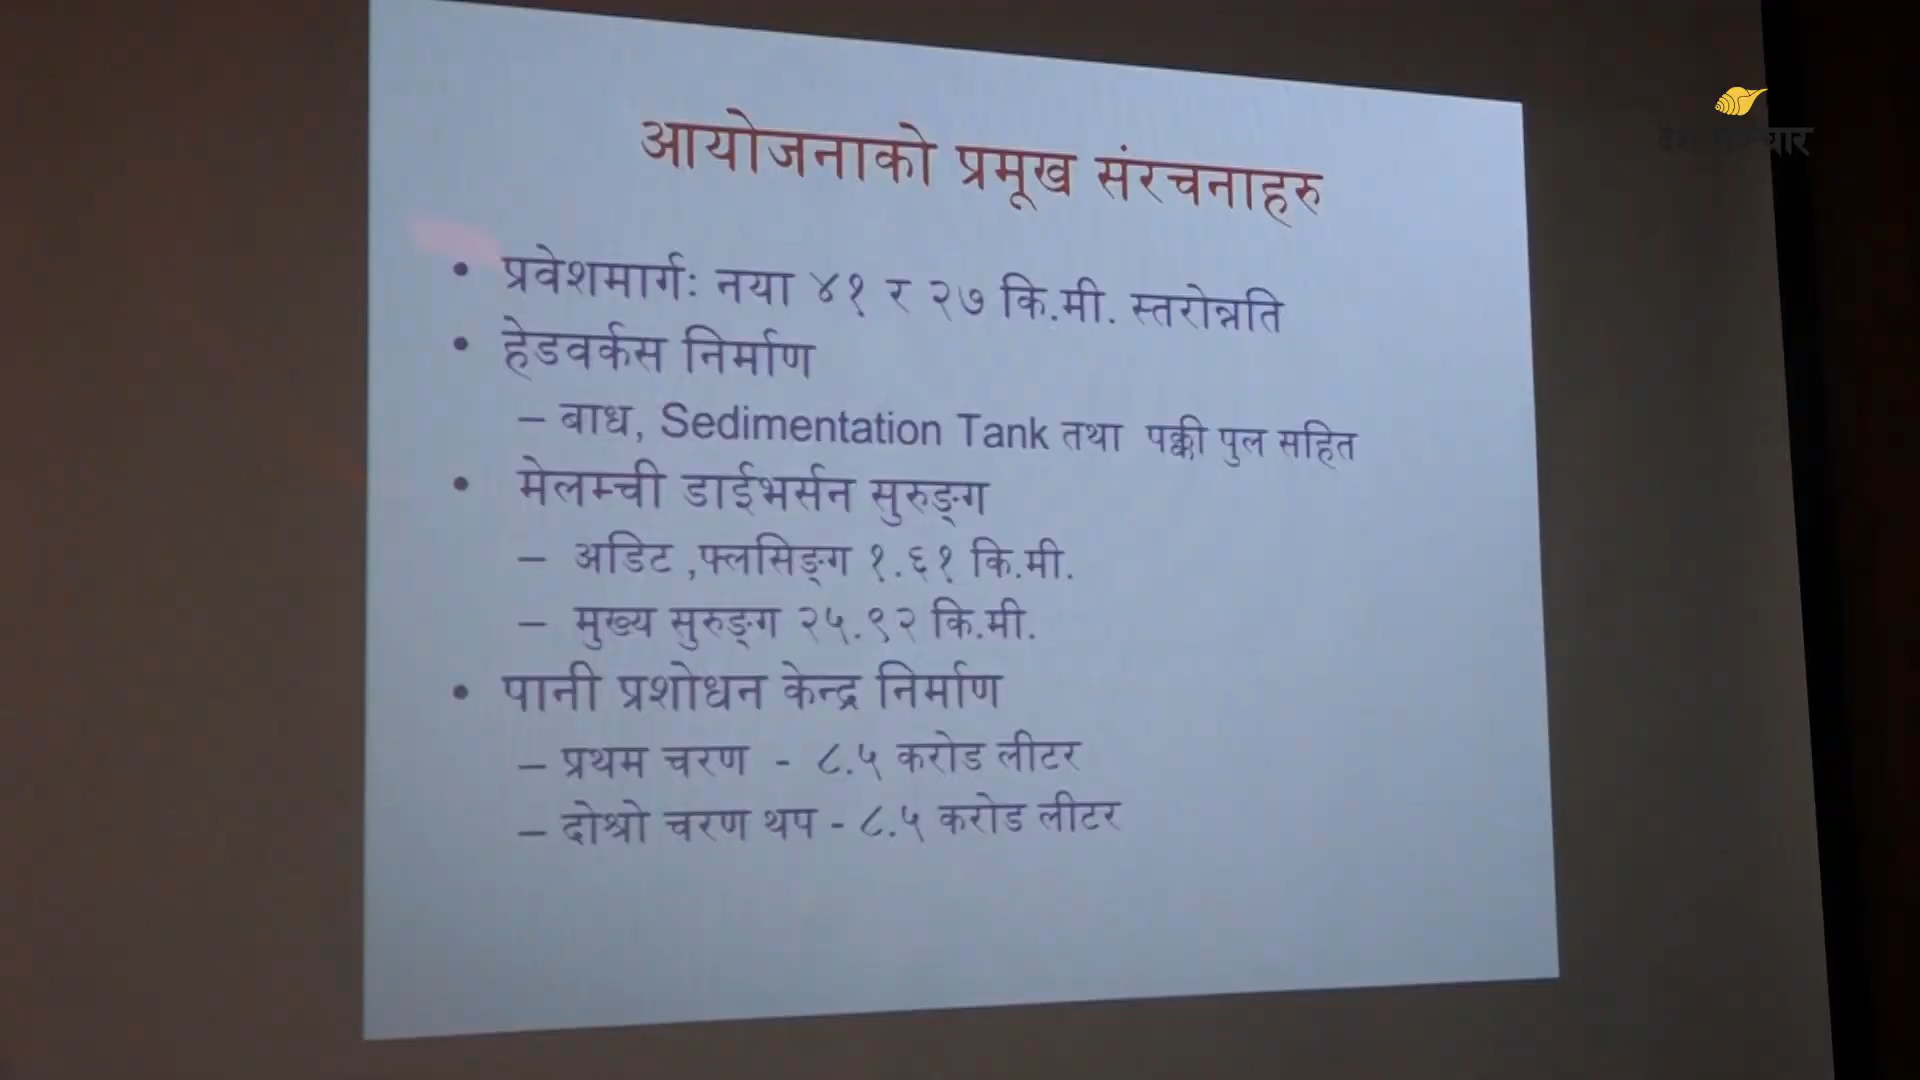 आयोजनाको प्रमूख संरचनाहरु
• प्रवेशमार्गः नया ४१ र २७ कि.मी. स्तरोन्नति
• हेडवर्कस निर्माण
– बाध, Sedimentation Tank तथा पक्की पुल सहित
• मेलम्ची डाईभर्सन सुरुङ्ग
– अडिट ,फ्लसिङ्ग १.६१ कि.मी.
– मुख्य सुरुङ्ग २५.९२ कि.मी.
• पानी प्रशोधन केन्द्र निर्माण
– प्रथम चरण - ८.५ करोड लीटर
– दोश्रो चरण थप - ८.५ करोड लीटर